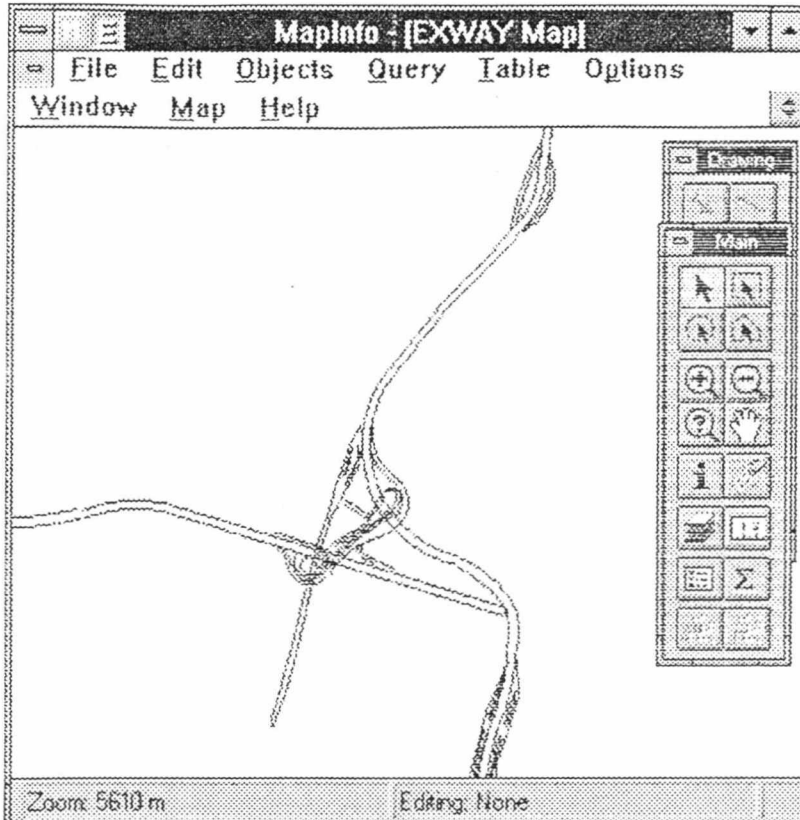 MapInfo - [EXWAY Map]
File Edit Objects Query Table Options
Window Map Help
Drawing
Main
Zoom: 5610 m
Editing: None